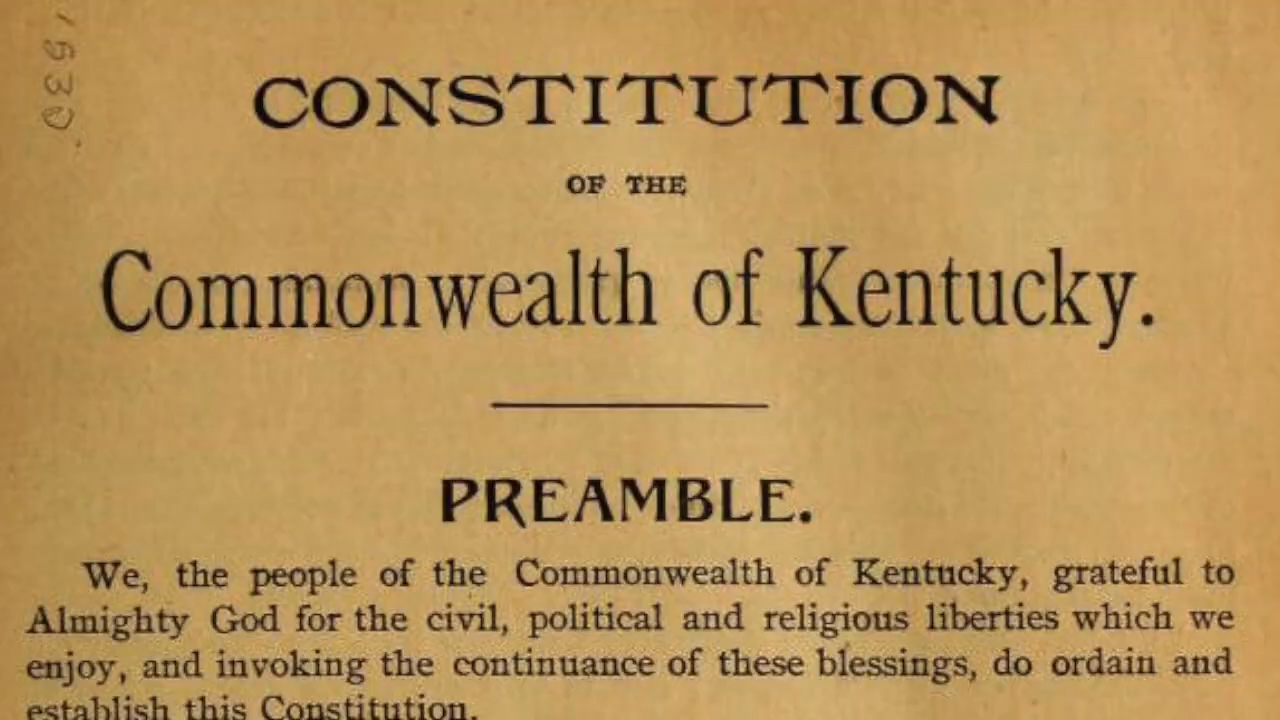 CONSTITUTION
OF THE
Commonwealth of Kentucky.
PREAMBLE.
We, the people of the Commonwealth of Kentucky, grateful to
Almighty God for the civil, political and religious liberties which we
enjoy, and invoking the continuance of these blessings, do ordain and
establish this Constitution.